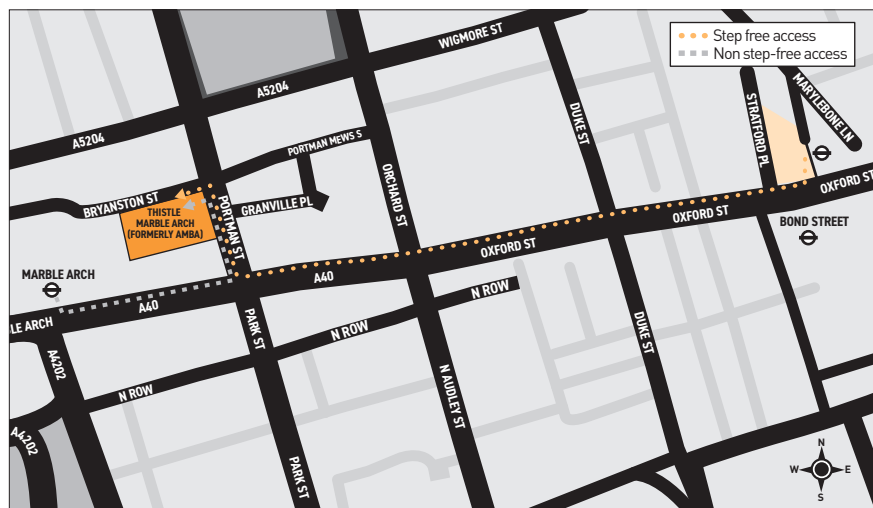 Step free access
Non step-free access
WIGMORE ST
A5204
A5204
MARYLEBONE LN
STRATFORD PL
DUKE ST
PORTMAN MEWS S
ORCHARD ST
BRYANSTON ST
PORTMAN ST
GRANVILLE PL
THISTLE
MARBLE ARCH
(FORMERLY AMBA)
OXFORD ST
OXFORD ST
OXFORD ST
BOND STREET
MARBLE ARCH
A40
A40
LE ARCH
N ROW
N ROW
N ROW
PARK ST
A4202
DUKE ST
N AUDLEY ST
A4202
PARK ST
N
W
E
S